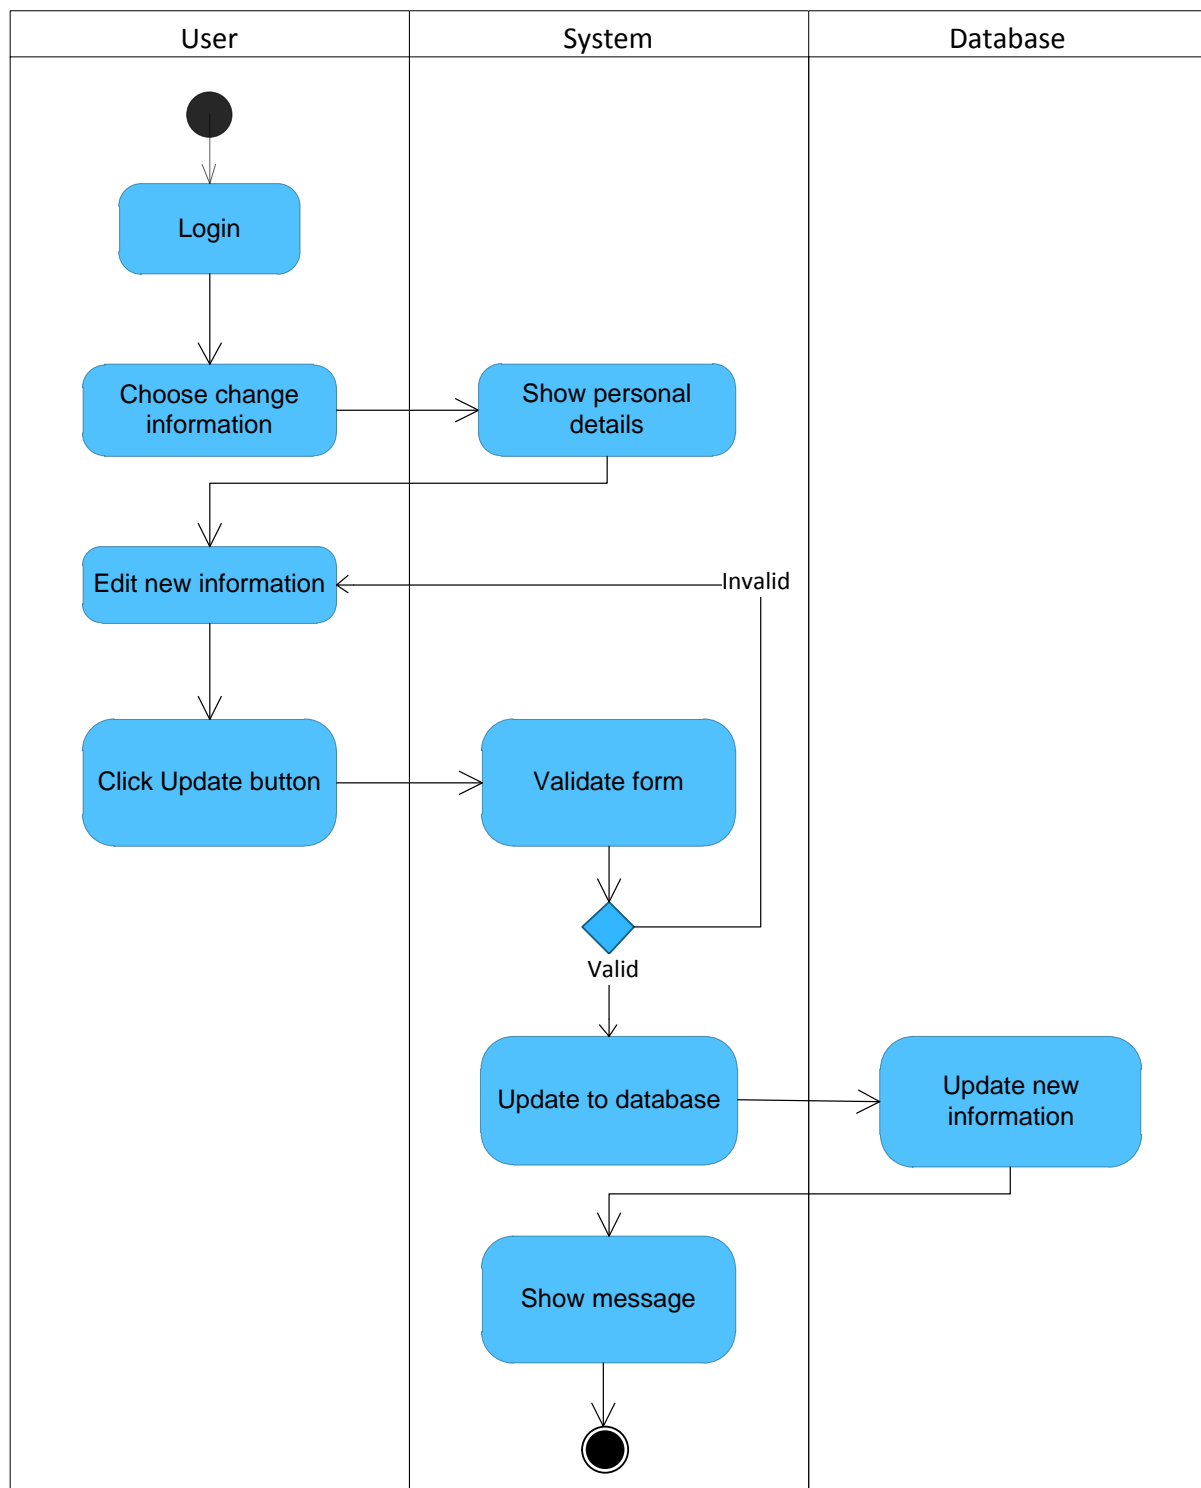 User
System
Database
Login
Choose change
information
Show personal
details
Edit new information
Invalid
Click Update button
Validate form
Valid
Update to database
Update new
information
Show message